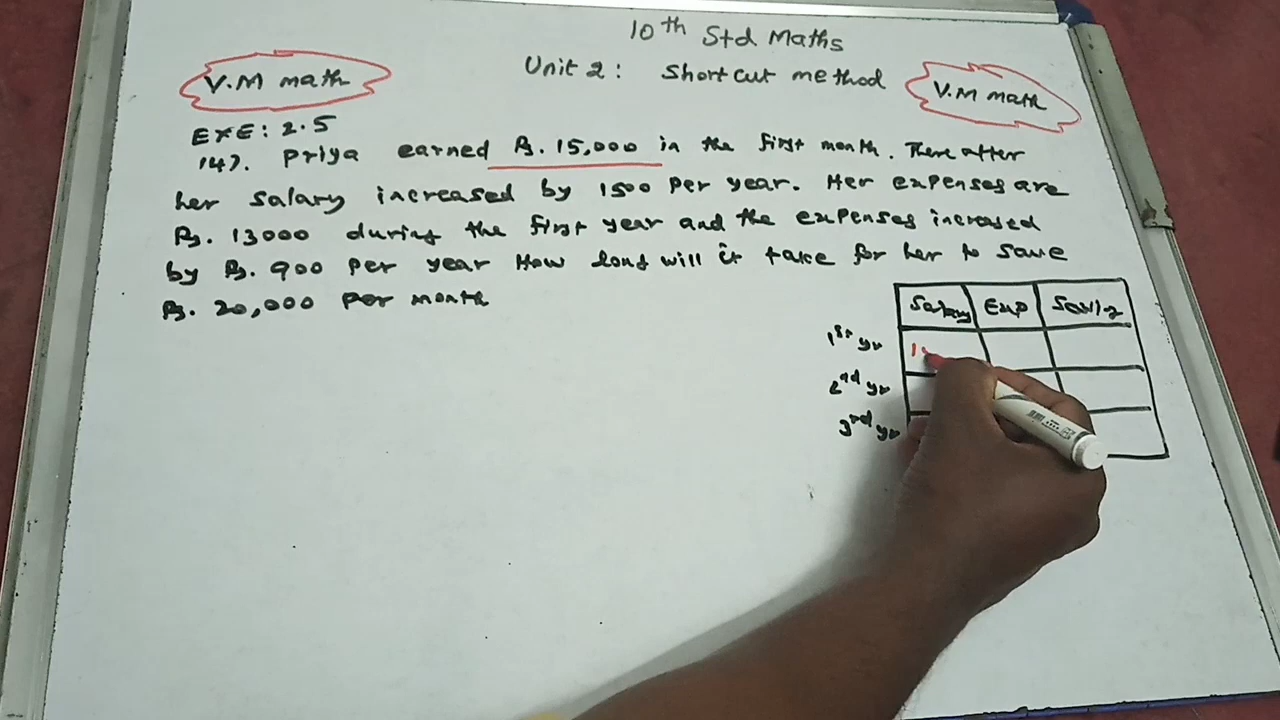 10th Std Maths
V.M math
Unit 2: Shortcut method
V.M math
EXE: 2.5
14). Priya earned Rs. 15,000 in the first month. There after
her salary increased by 1500 per year. Her expenses are
Rs. 13000 during the first year and the expenses increased
by Rs. 900 per year How long will it take for her to save
Rs. 20,000 per month
Salary Exp Saving
1st yr 15
2nd yr
3rd yr